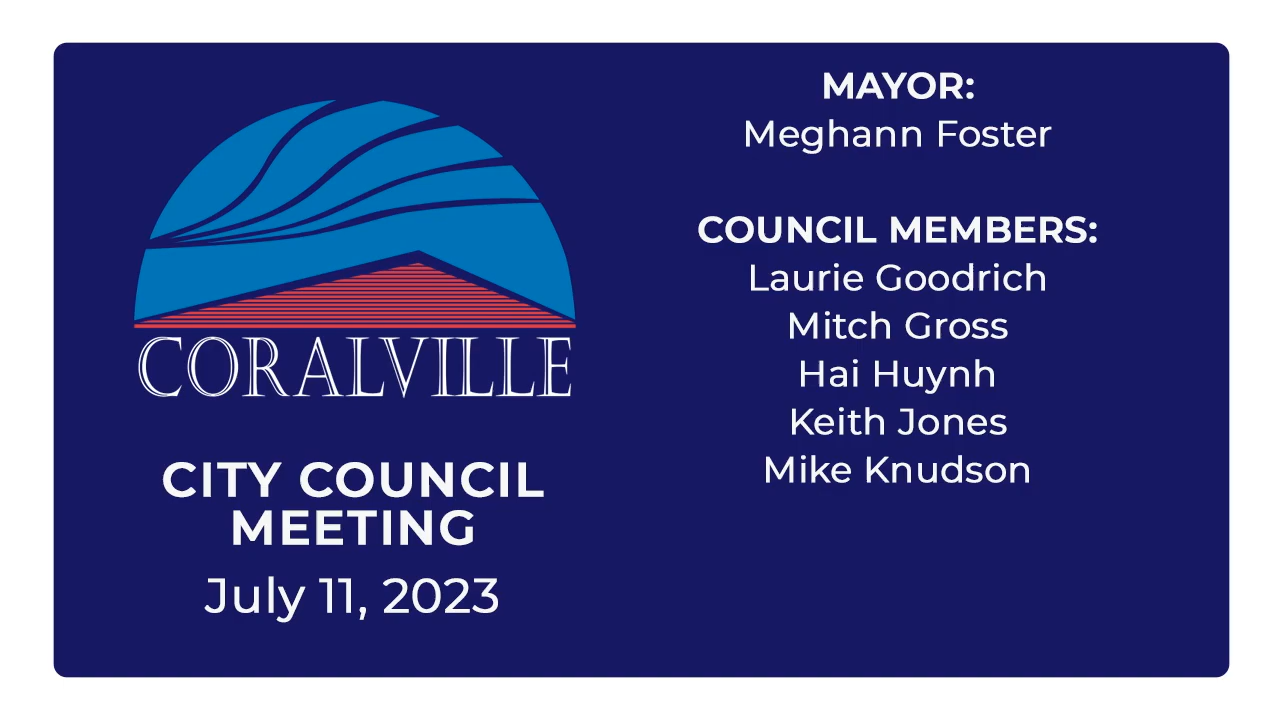 CORALVILLE
CITY COUNCIL
MEETING
July 11, 2023
MAYOR:
Meghann Foster
COUNCIL MEMBERS:
Laurie Goodrich
Mitch Gross
Hai Huynh
Keith Jones
Mike Knudson